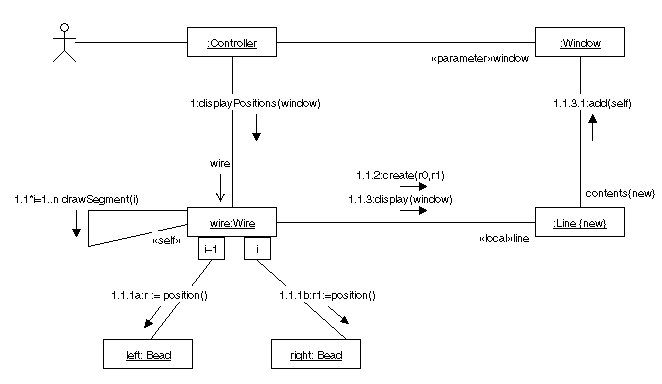 :Controller
:Window
«parameter»window
1:displayPositions(window)
1.1.3.1:add(self)
wire
1.1.2:create(r0,r1)
1.1*i=1..n drawSegment(i)
1.1.3:display(window)
contents{new}
wire:Wire
:Line {new}
«self»
«local»line
i-1
i
1.1.1a:r := position()
1.1.1b:r1:=position()
left: Bead
right: Bead